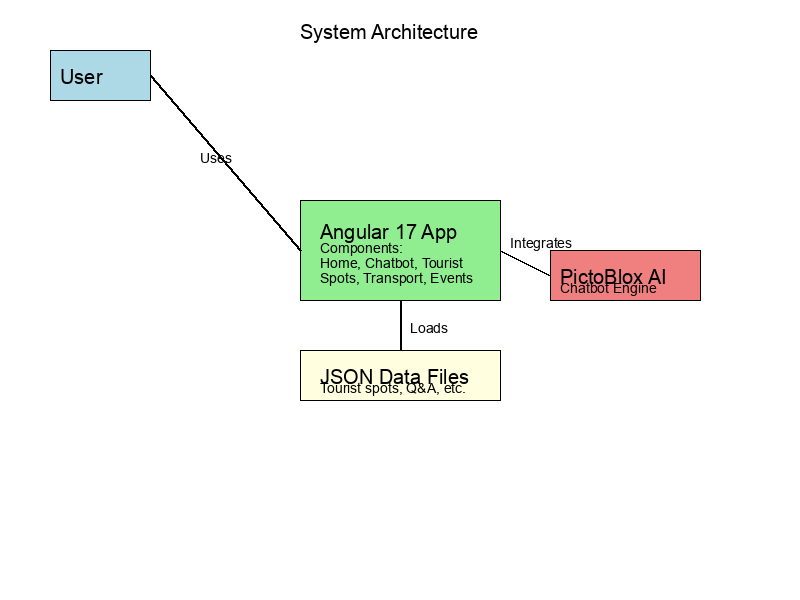 System Architecture
User
Uses
Angular 17 App
Components:
Home, Chatbot, Tourist
Spots, Transport, Events
Integrates
PictoBlox AI
Chatbot Engine
Loads
JSON Data Files
Tourist spots, Q&A, etc.